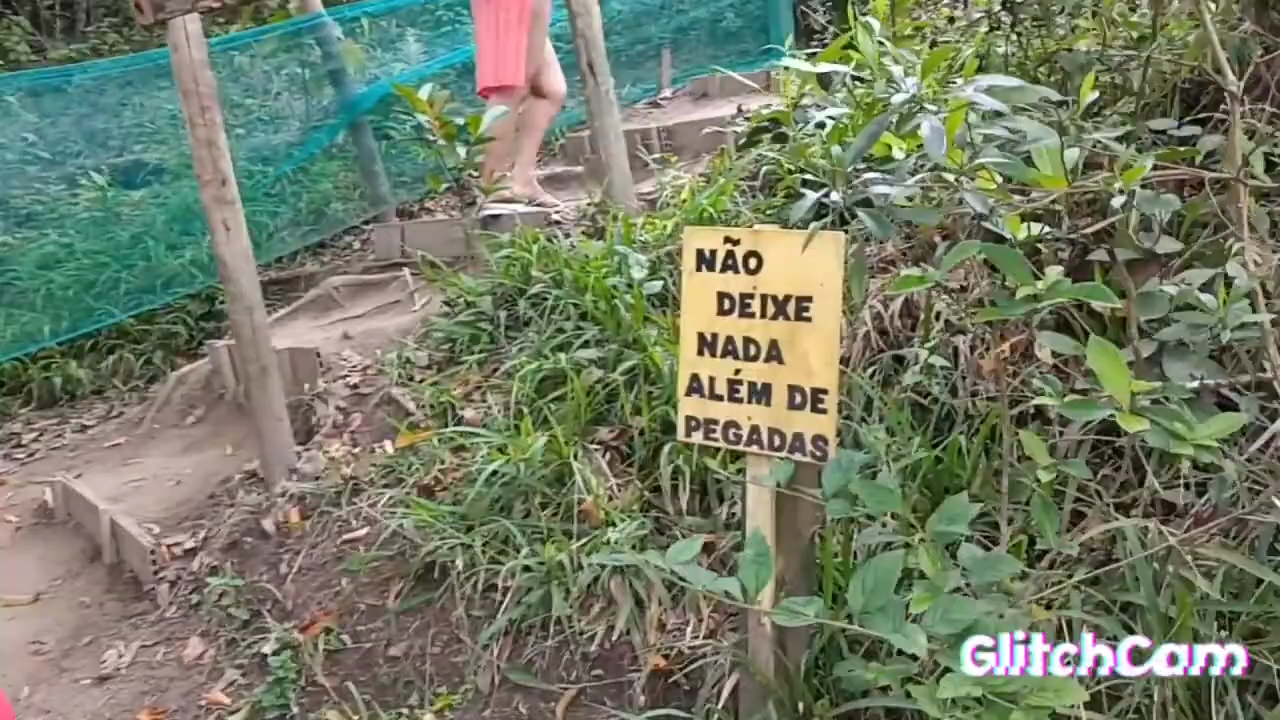 NÃO
DEIXE
NADA
ALÉM DE
PEGADAS
GlitchCam